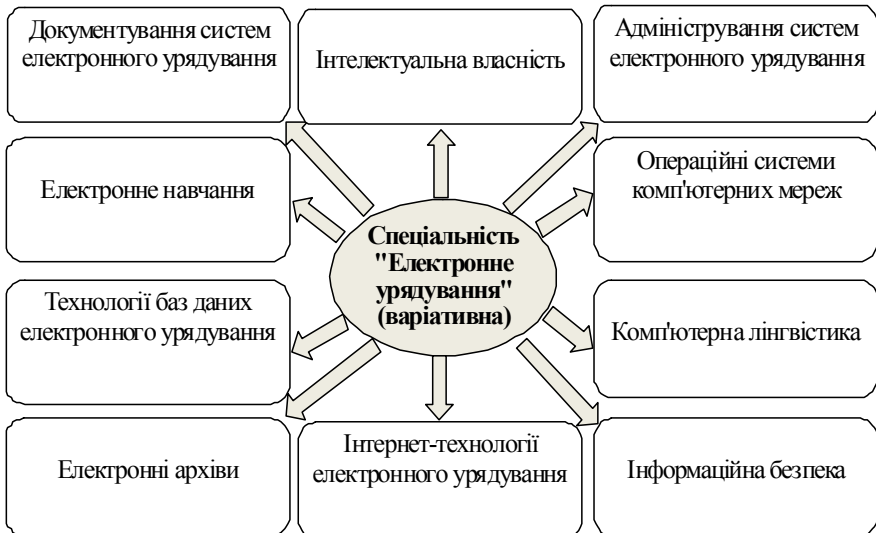 Документування систем
електронного урядування
Інтелектуальна власність
Адміністрування систем
електронного урядування
Електронне навчання
Операційні системи
комп'ютерних мереж
Спеціальність
"Електронне
урядування"
(варіативна)
Технології баз даних
електронного урядування
Комп'ютерна лінгвістика
Електронні архіви
Інтернет-технології
електронного урядування
Інформаційна безпека